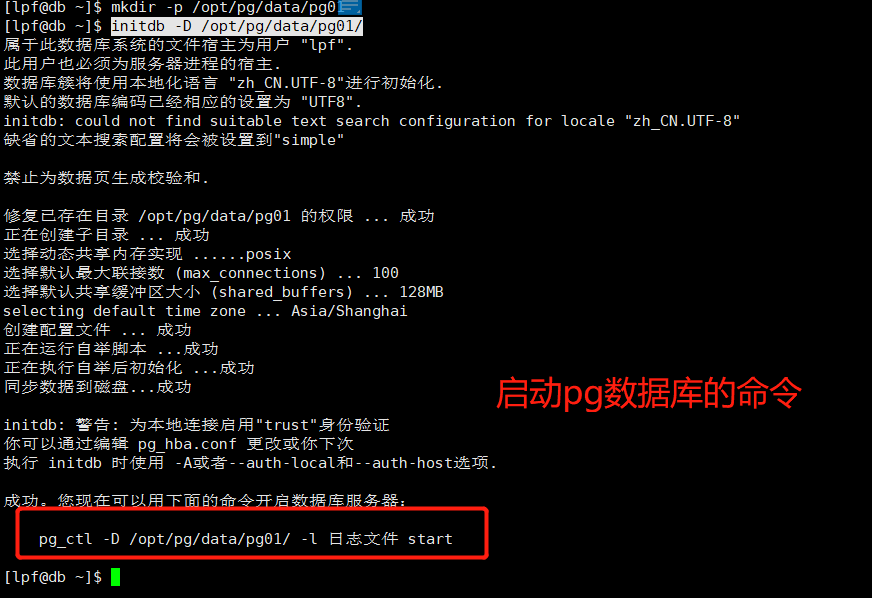 [lpf@db ~]$ mkdir -p /opt/pg/data/pg0
[lpf@db ~]$ initdb -D /opt/pg/data/pg01/
属于此数据库系统的文件宿主为用户 "lpf".
此用户也必须为服务器进程的宿主.
数据库簇将使用本地化语言 "zh_CN.UTF-8"进行初始化.
默认的数据库编码已经相应的设置为 "UTF8".
initdb: could not find suitable text search configuration for locale "zh_CN.UTF-8"
缺省的文本搜索配置将会被设置到"simple"
禁止为数据页生成校验和.
修复已存在目录 /opt/pg/data/pg01 的权限 ... 成功
正在创建子目录 ... 成功
选择动态共享内存实现 ......posix
选择默认最大联接数 (max_connections) ... 100
选择默认共享缓冲区大小 (shared_buffers) ... 128MB
selecting default time zone ... Asia/Shanghai
创建配置文件 ... 成功
正在运行自举脚本 ...成功
正在执行自举后初始化 ...成功
同步数据到磁盘...成功
启动pg数据库的命令
initdb: 警告: 为本地连接启用"trust"身份验证
你可以通过编辑 pg_hba.conf 更改或你下次
执行 initdb 时使用 -A或者--auth-local和--auth-host选项.
成功。您现在可以用下面的命令开启数据库服务器:
pg_ctl -D /opt/pg/data/pg01/ -l 日志文件 start
[lpf@db ~]$